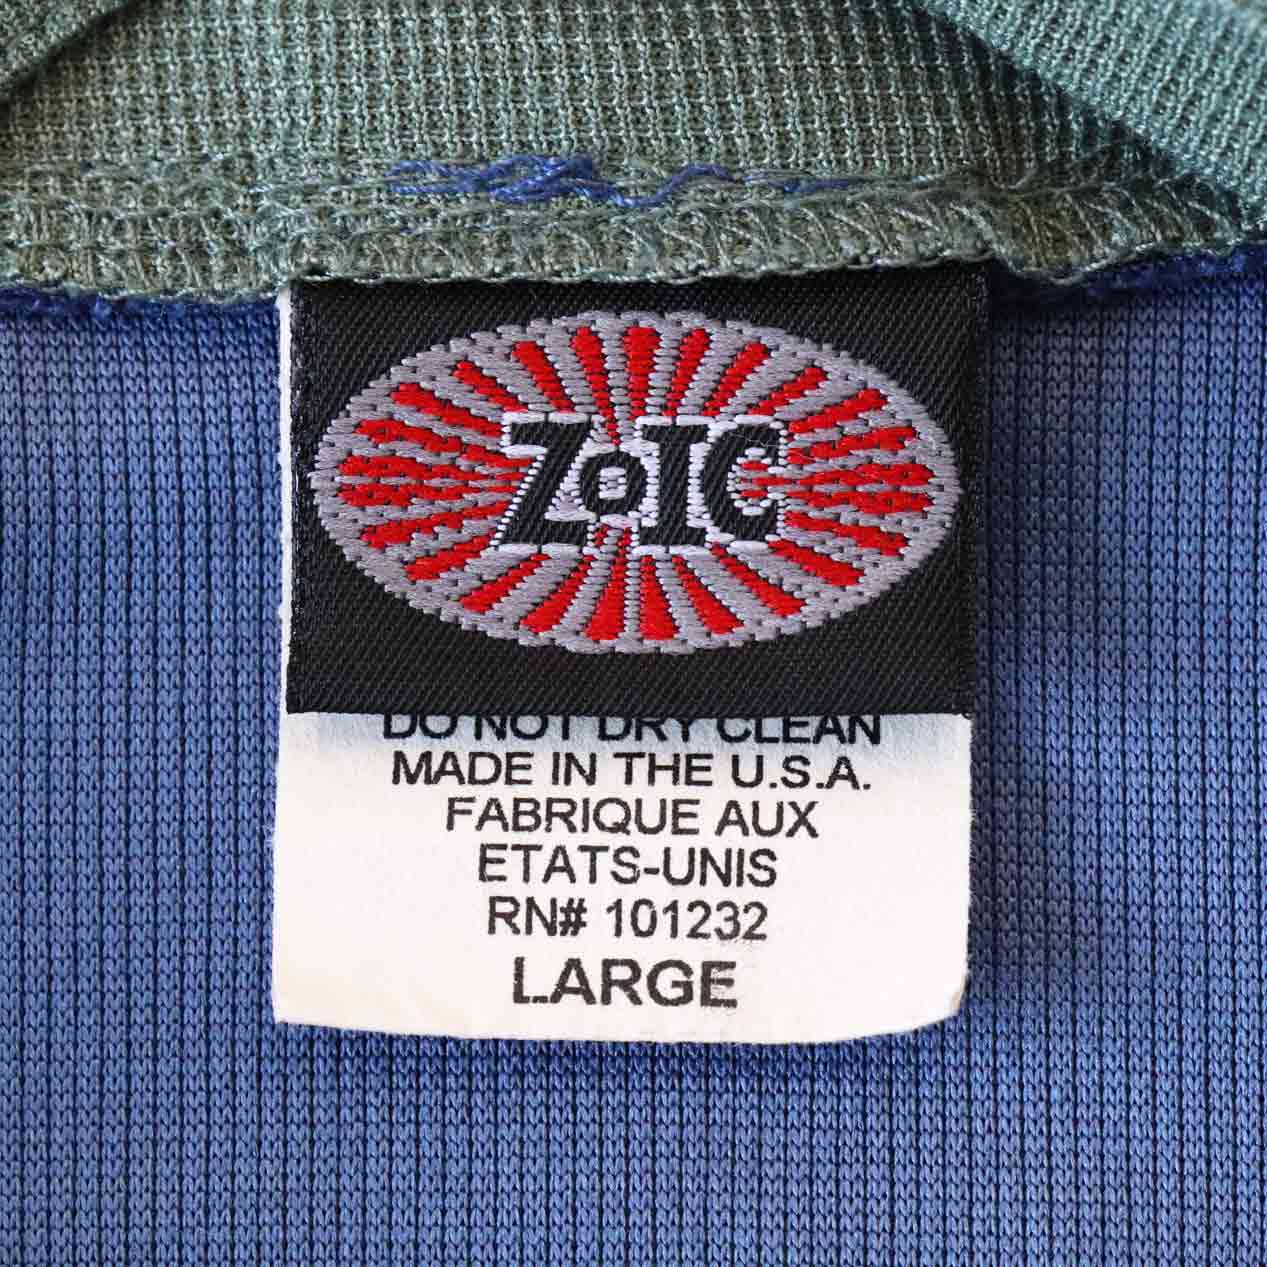 ZOIC
DO NOT DRY CLEAN
MADE IN THE U.S.A.
FABRIQUE AUX
ETATS-UNIS
RN# 101232
LARGE